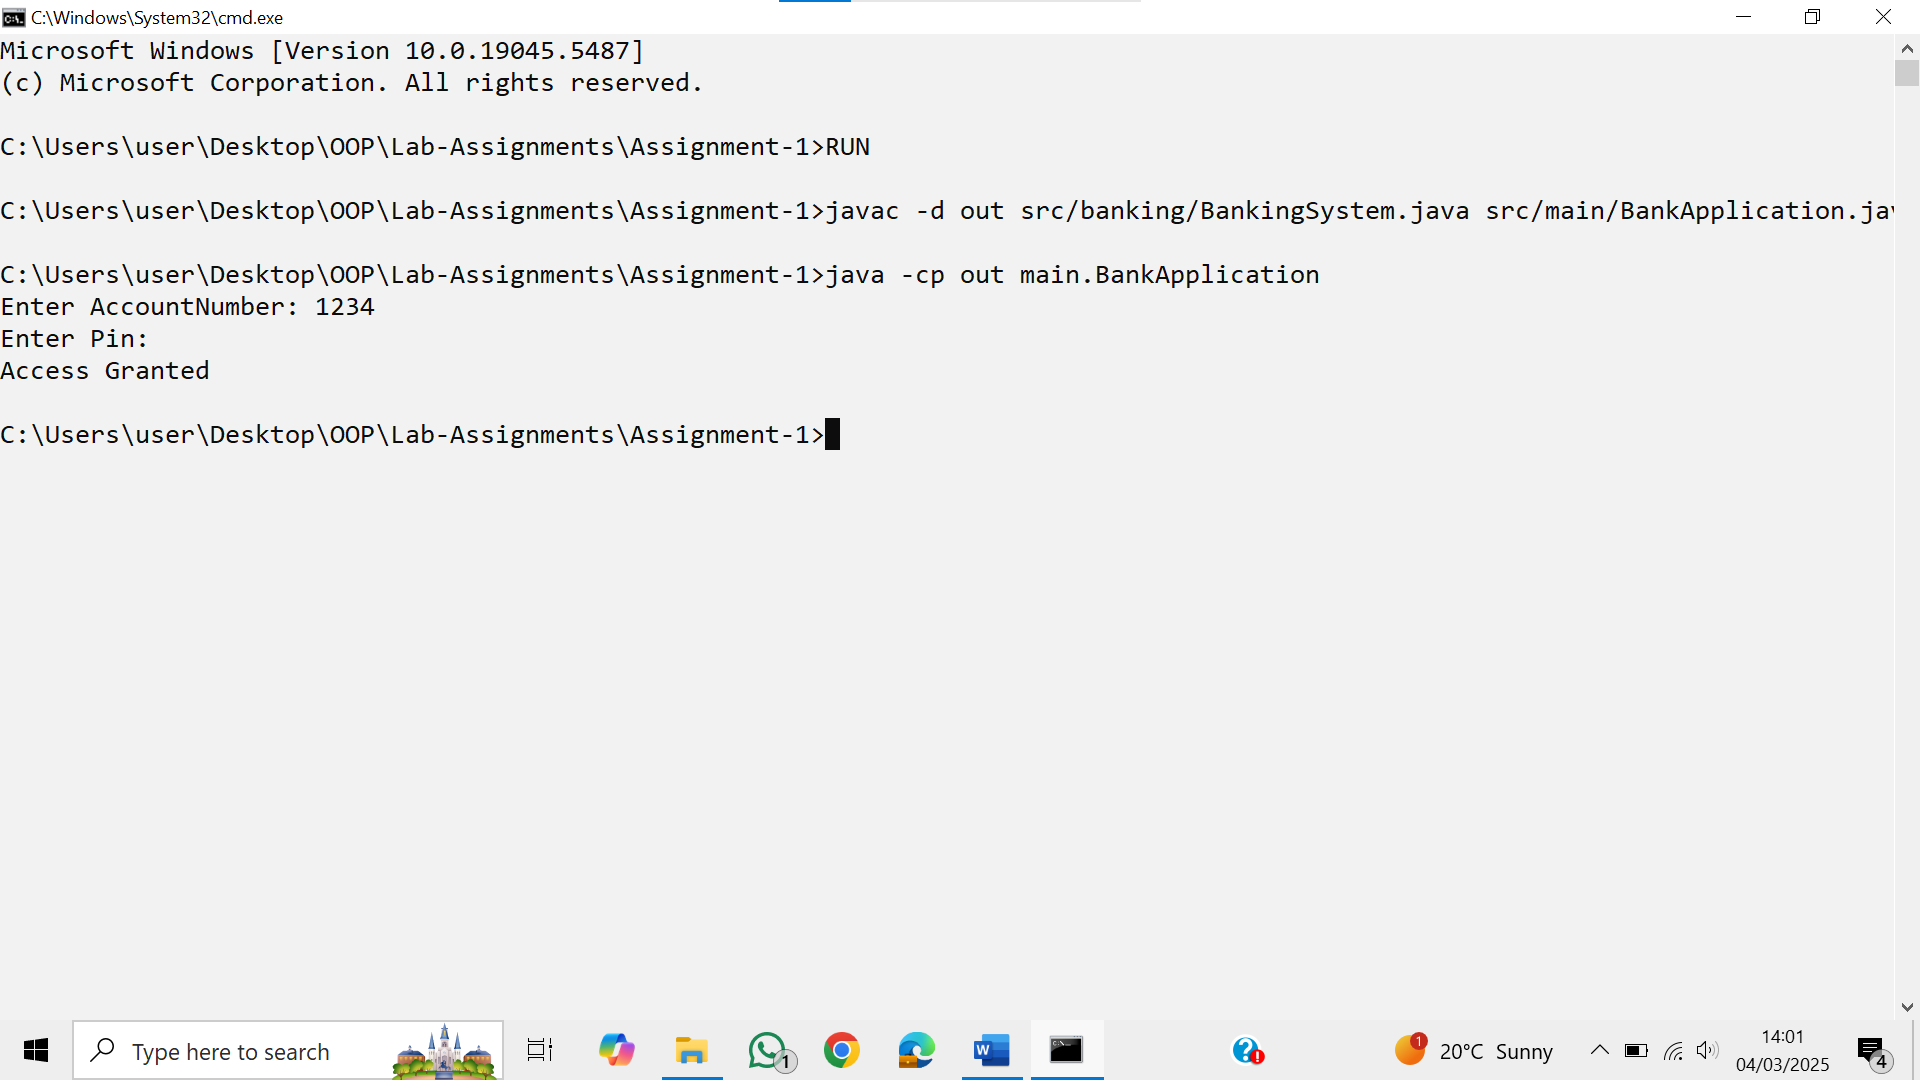 C:\Windows\System32\cmd.exe
Microsoft Windows [Version 10.0.19045.5487]
(c) Microsoft Corporation. All rights reserved.
C:\Users\user\Desktop\OOP\Lab-Assignments\Assignment-1>RUN
C:\Users\user\Desktop\OOP\Lab-Assignments\Assignment-1>javac -d out src/banking/BankingSystem.java src/main/BankApplication.jav
C:\Users\user\Desktop\OOP\Lab-Assignments\Assignment-1>java -cp out main.BankApplication
Enter AccountNumber: 1234
Enter Pin:
Access Granted
C:\Users\user\Desktop\OOP\Lab-Assignments\Assignment-1>
Type here to search
1
W
1
20°C Sunny
14:01
04/03/2025
4